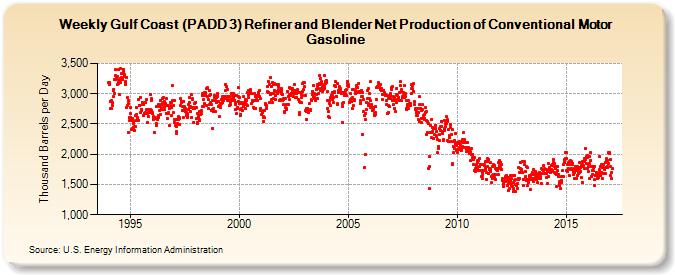 Weekly Gulf Coast (PADD 3) Refiner and Blender Net Production of Conventional Motor
Gasoline
Thousand Barrels per Day
3,500
3,000
2,500
2,000
1,500
1,000
1995
2000
2005
2010
2015
Source: U.S. Energy Information Administration